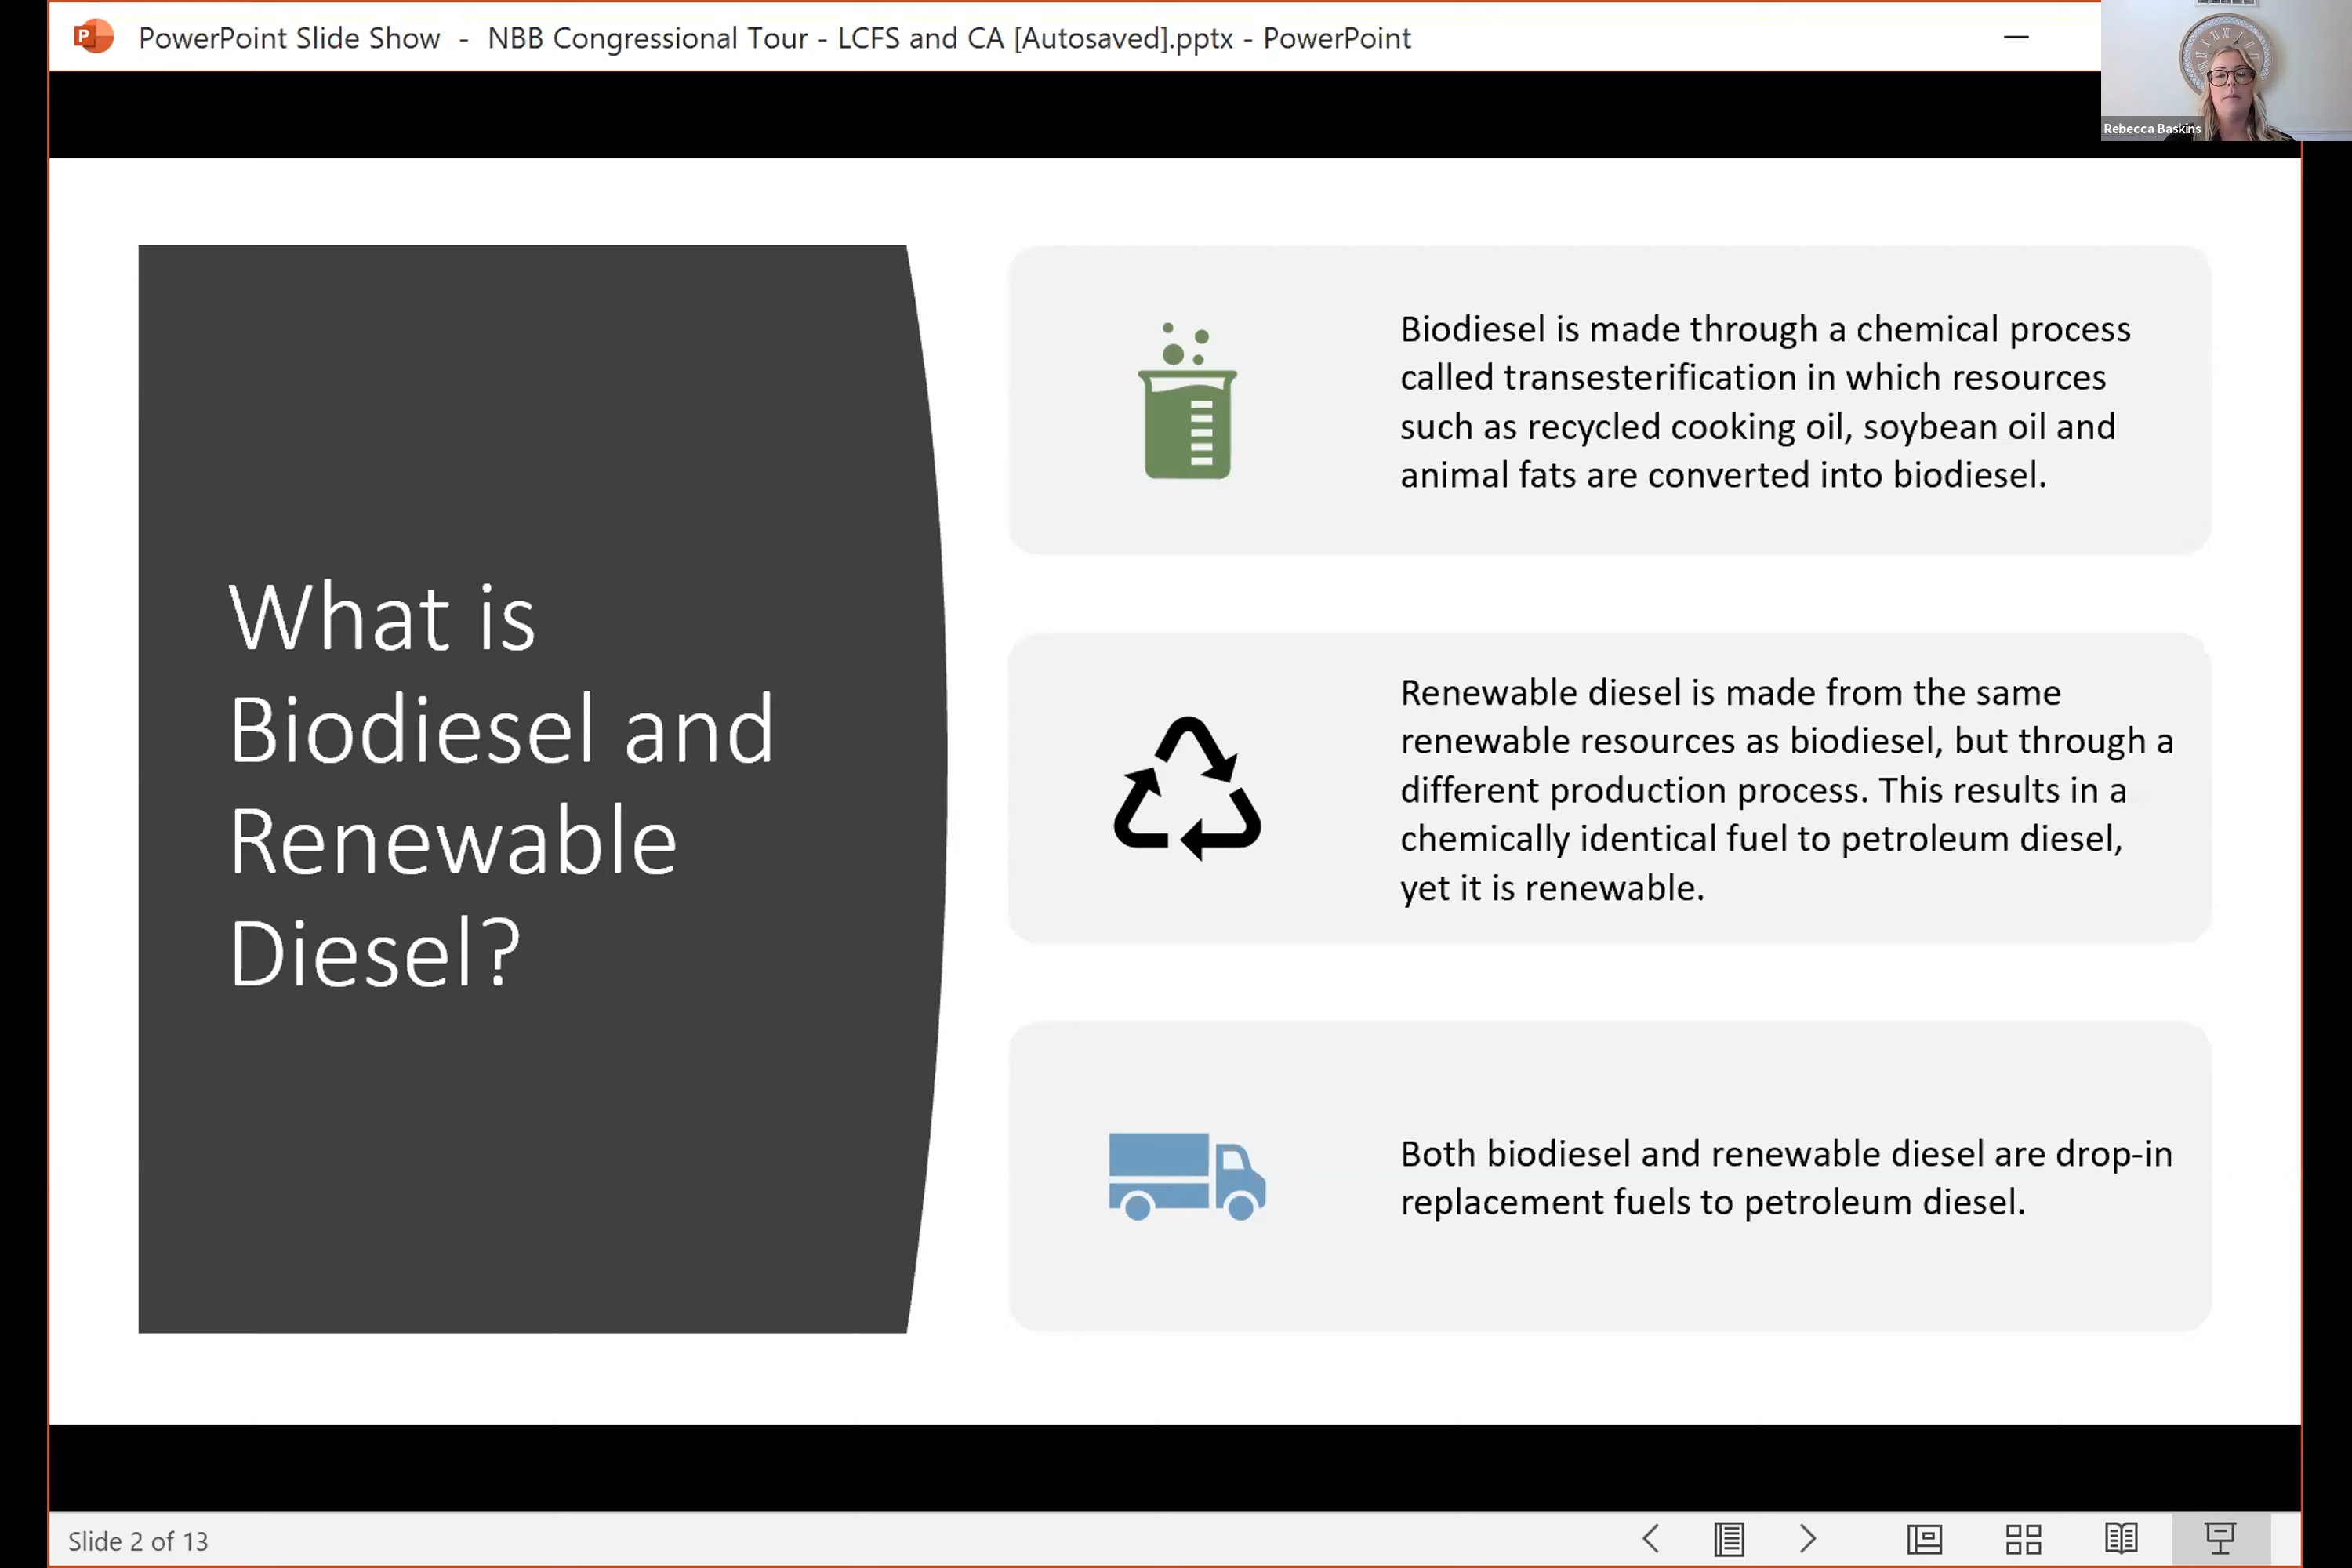 PowerPoint Slide Show - NBB Congressional Tour - LCFS and CA [Autosaved].pptx - PowerPoint
Rebecca Baskins
What is
Biodiesel and
Renewable
Diesel?
Biodiesel is made through a chemical process
called transesterification in which resources
such as recycled cooking oil, soybean oil and
animal fats are converted into biodiesel.
Renewable diesel is made from the same
renewable resources as biodiesel, but through a
different production process. This results in a
chemically identical fuel to petroleum diesel,
yet it is renewable.
Both biodiesel and renewable diesel are drop-in
replacement fuels to petroleum diesel.
Slide 2 of 13